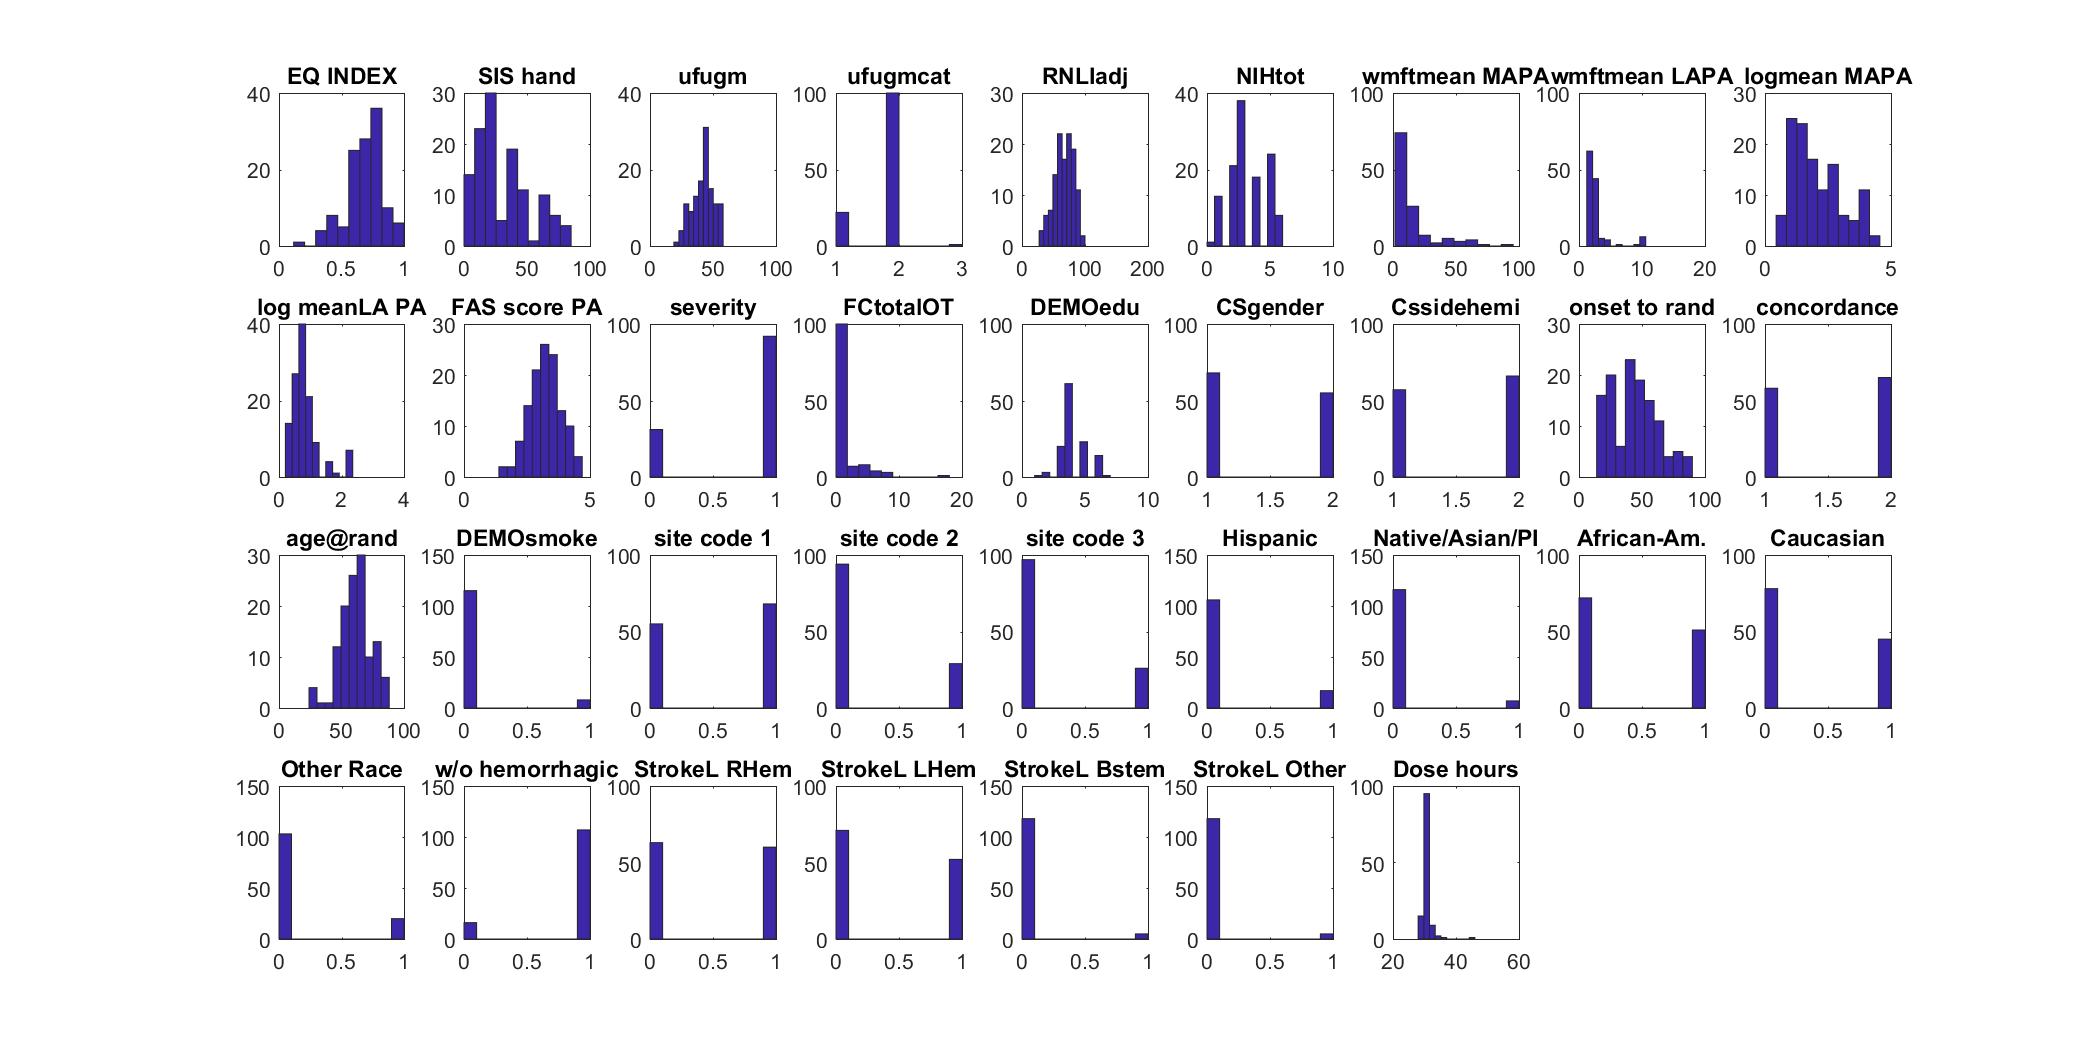 EQ INDEX SIS hand ufugm ufugmcat RNLIadj NIHtot wmftmean MAPA wmftmean LAPA logmean MAPA
40 30 40 100 30 40 100 100 30
20 20 20 50 20 20 50 50 20
10 10 10
0 0 0 0 0 0 0 0
0 0.5 1 0 50 100 0 50 100 1 2 3 0 100 200 0 5 10 0 50 100 0 10 20 0 5
log meanLA PA FAS score PA severity FCtotalOT DEMOedu CSgender Cssidehemi onset to rand concordance
40 30 100 100 100 100 100 30 100
20 20 50 50 50 50 50 20 50
10 10
0 0 0 0 0 0 0 0 0
0 2 4 0 5 0 0.5 1 0 10 20 0 5 10 1 1.5 2 1 1.5 2 0 50 100 1 1.5 2
age@rand DEMOsmoke site code 1 site code 2 site code 3 Hispanic Native/Asian/PI African-Am. Caucasian
30 150 100 100 100 150 150 100 100
20 100 50 50 50 100 100 50 50
10 50 50 50
0 0 0 0 0 0 0 0 0
0 50 100 0 0.5 1 0 0.5 1 0 0.5 1 0 0.5 1 0 0.5 1 0 0.5 1 0 0.5 1 0 0.5 1
Other Race w/o hemorrhagic StrokeL RHem StrokeL LHem StrokeL Bstem StrokeL Other Dose hours
150 150 100 100 150 150 100
100 100 50 50 100 100 50
50 50 50 50
0 0 0 0 0 0 0
0 0.5 1 0 0.5 1 0 0.5 1 0 0.5 1 0 0.5 1 0 0.5 1 20 40 60